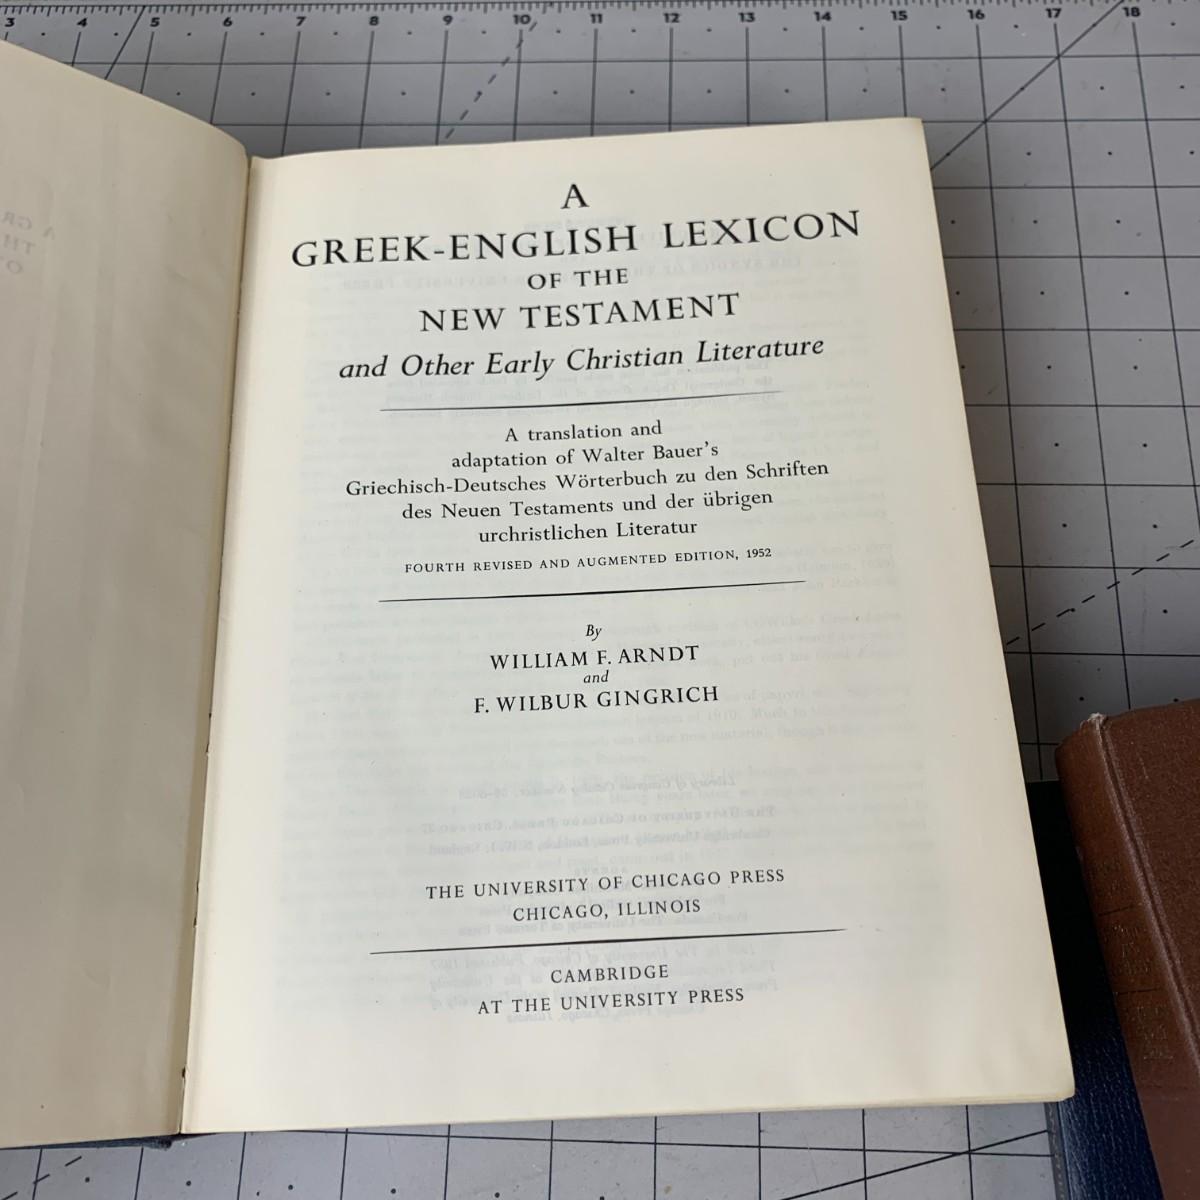 3 4 5 6 7 8 9 10 11 12 13 14 15 16 17 18
A
GREEK-ENGLISH LEXICON
OF THE
NEW TESTAMENT
and Other Early Christian Literature
A translation and
adaptation of Walter Bauer's
Griechisch-Deutsches Wörterbuch zu den Schriften
des Neuen Testaments und der übrigen
urchristlichen Literatur
FOURTH REVISED AND AUGMENTED EDITION, 1952
By
WILLIAM F. ARNDT
and
F. WILBUR GINGRICH
THE UNIVERSITY OF CHICAGO PRESS
CHICAGO, ILLINOIS
CAMBRIDGE
AT THE UNIVERSITY PRESS